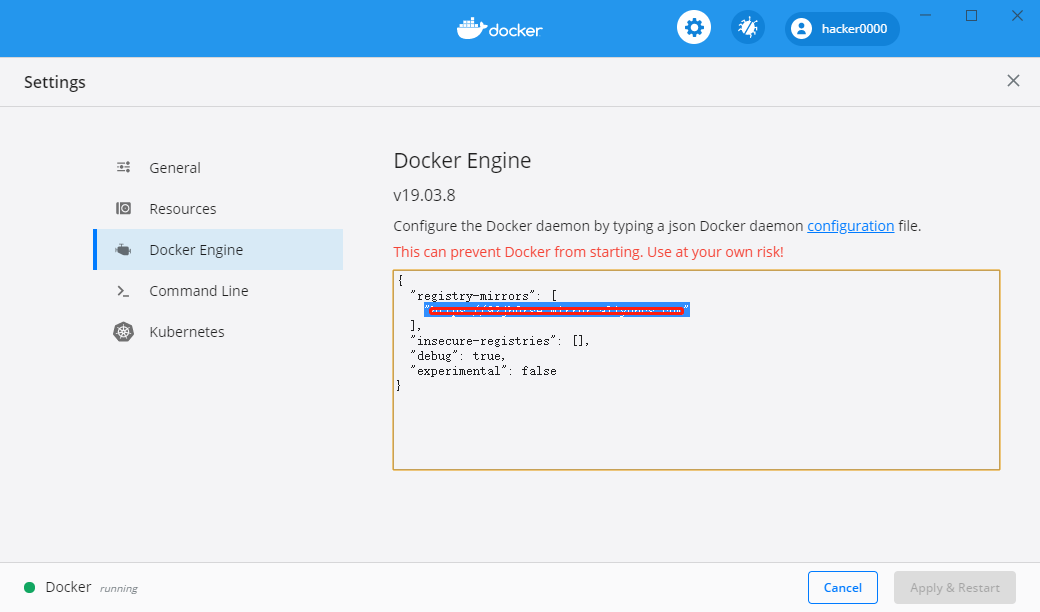 docker
hacker0000
Settings
General
Resources
Docker Engine
Command Line
Kubernetes
Docker Engine
v19.03.8
Configure the Docker daemon by typing a json Docker daemon configuration file.
This can prevent Docker from starting. Use at your own risk!
{
"registry-mirrors": [
],
"insecure-registries": [],
"debug": true,
"experimental": false
}
Docker running
Cancel
Apply & Restart